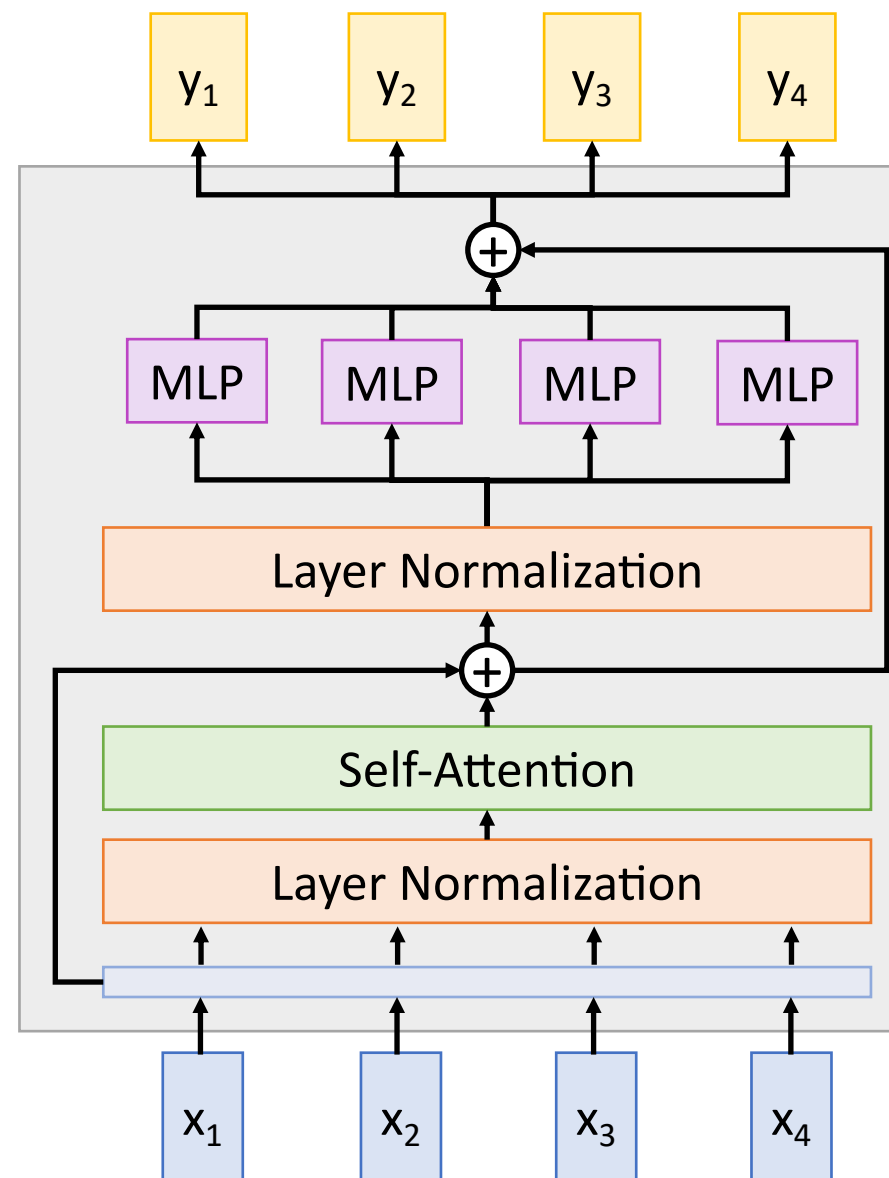 y₁ y₂ y₃ y₄
+
MLP MLP MLP MLP
Layer Normalization
+
Self-Attention
Layer Normalization
x₁ x₂ x₃ x₄